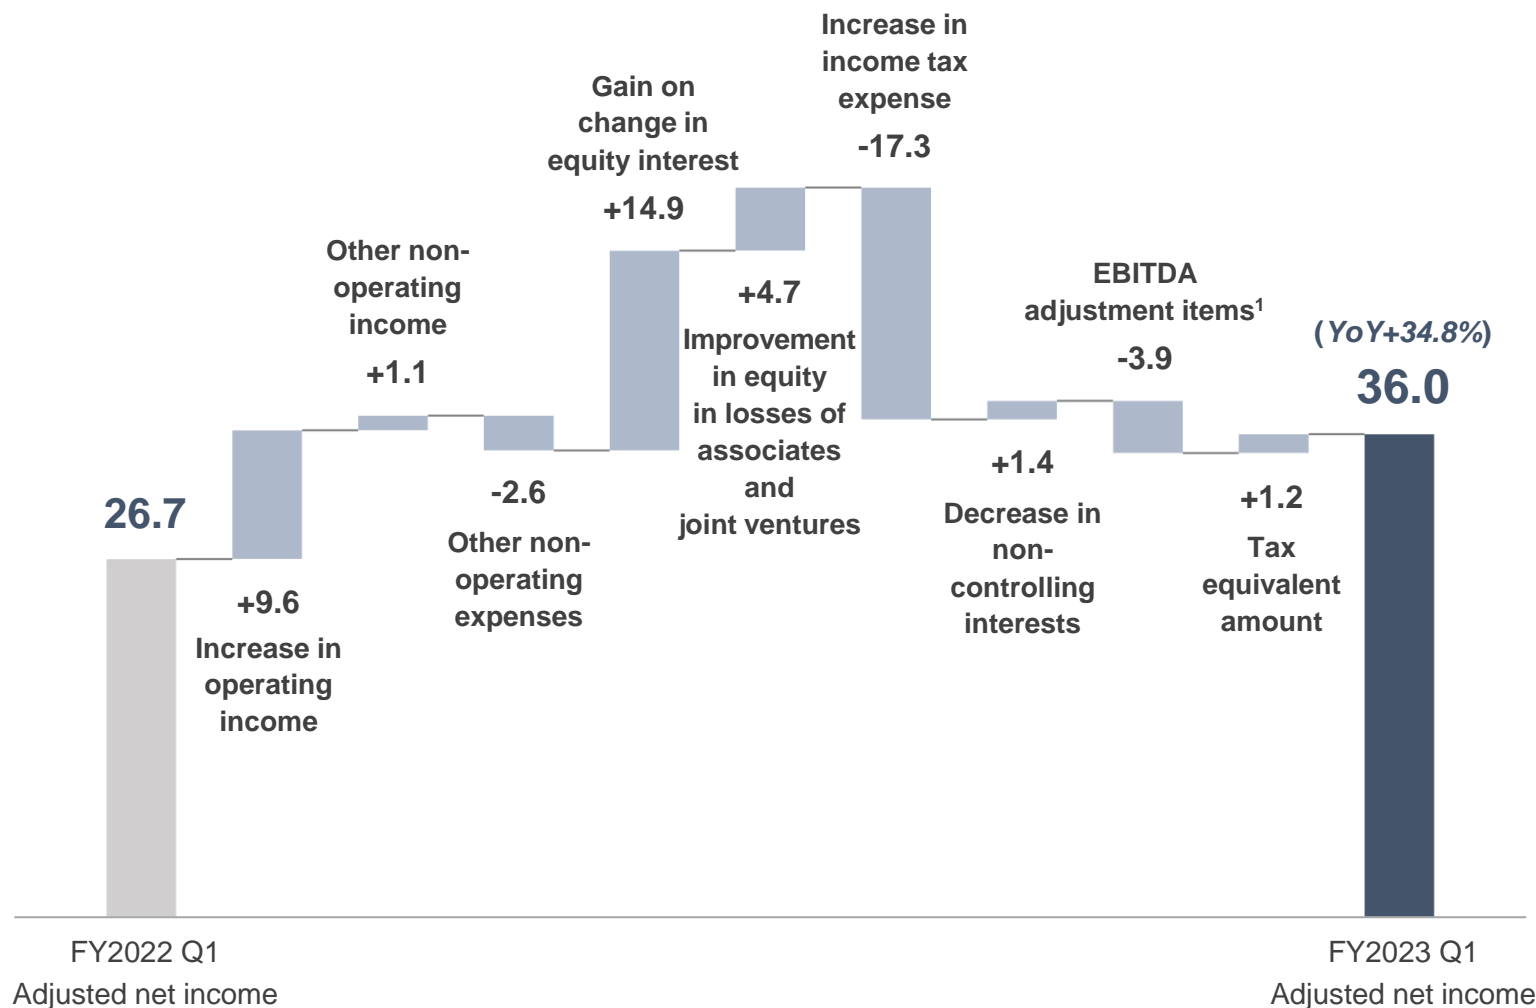 26.7
+9.6
Increase in
operating
income
Other non-
operating
income
+1.1
-2.6
Other non-
operating
expenses
Gain on
change in
equity interest
+14.9
+4.7
Improvement
in equity
in losses of
associates
and
joint ventures
Increase in
income tax
expense
-17.3
+1.4
Decrease in
non-
controlling
interests
EBITDA
adjustment items¹
-3.9
+1.2
Tax
equivalent
amount
(YoY+34.8%)
36.0
FY2022 Q1
Adjusted net income
FY2023 Q1
Adjusted net income